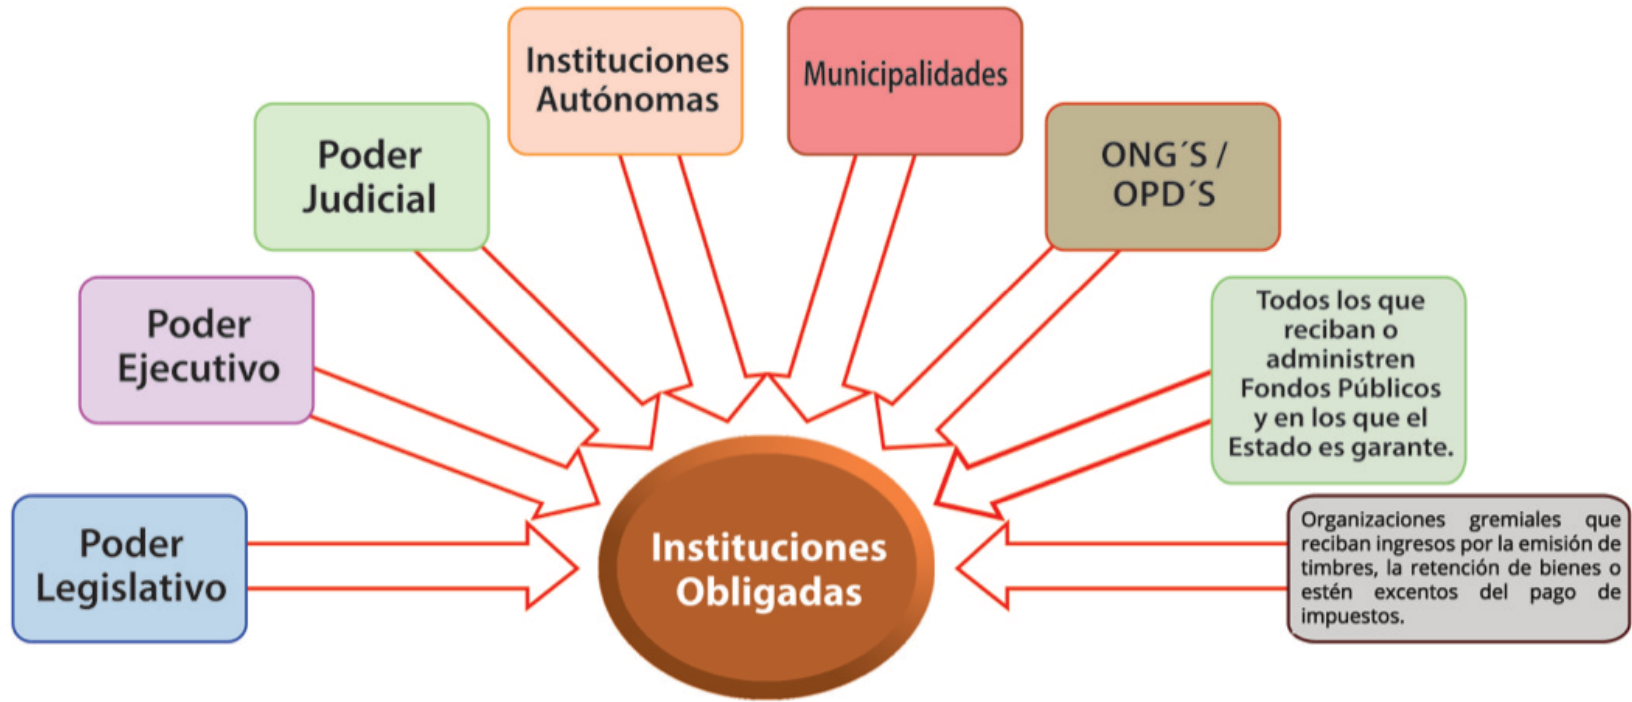 Instituciones
Autónomas
Municipalidades
Poder
Judicial
ONG´S /
OPD´S
Poder
Ejecutivo
Todos los que
reciban o
administren
Fondos Públicos
y en los que el
Estado es garante.
Poder
Legislativo
Instituciones
Obligadas
Organizaciones gremiales que
reciban ingresos por la emisión de
timbres, la retención de bienes o
estén excentos del pago de
impuestos.